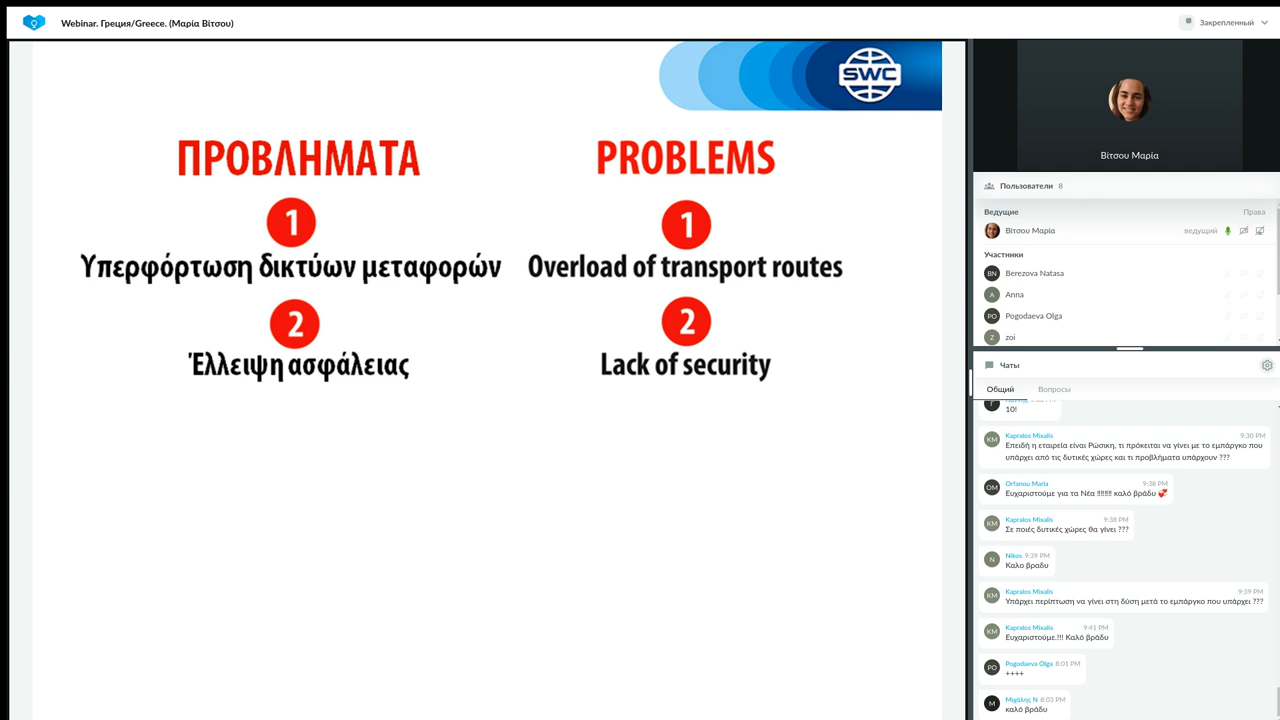 Webinar. Греция/Greece. (Μαρία Βίτσου)
Закрепленный
SWC
ΠΡΟΒΛΗΜΑΤΑ
1
Υπερφόρτωση δικτύων μεταφορών
2
Έλλειψη ασφάλειας
PROBLEMS
1
Overload of transport routes
2
Lack of security
Βίτσου Μαρία
Пользователи 8
Ведущие Права
Βίτσου Μαρία ведущий
Участники
BN Berezova Natasa
A Anna
PO Pogodaeva Olga
Z zoi
Чаты
Общий Вопросы
10!
KM Kapralos Mixalis 9:30 PM
Επειδή η εταιρεία είναι Ρώσικη, τι πρόκειται να γίνει με το εμπάργκο που
υπάρχει από τις δυτικές χώρες και τι προβλήματα υπάρχουν ???
OM Orfanou Maria 9:38 PM
Ευχαριστούμε για τα Νέα !!!!!!! καλό βράδυ 💞
KM Kapralos Mixalis 9:38 PM
Σε ποιές δυτικές χώρες θα γίνει ???
N Nikos 9:39 PM
Καλο βραδυ
KM Kapralos Mixalis 9:39 PM
Υπάρχει περίπτωση να γίνει στη δύση μετά το εμπάργκο που υπάρχει ???
KM Kapralos Mixalis 9:41 PM
Ευχαριστούμε.!!! Καλό βράδυ
PO Pogodaeva Olga 8:01 PM
++++
M Μιχάλης Ν 8:03 PM
καλό βράδυ